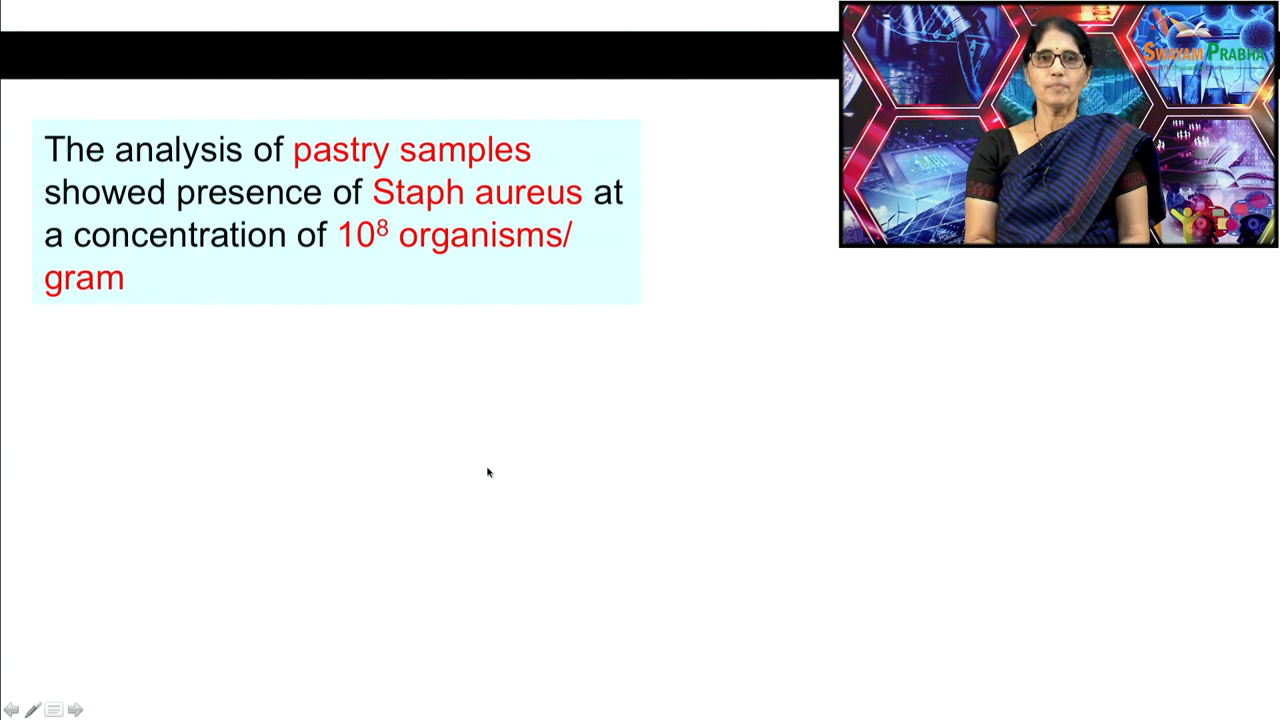 SWAYAM PRABHA
The analysis of pastry samples
showed presence of Staph aureus at
a concentration of 10⁸ organisms/
gram